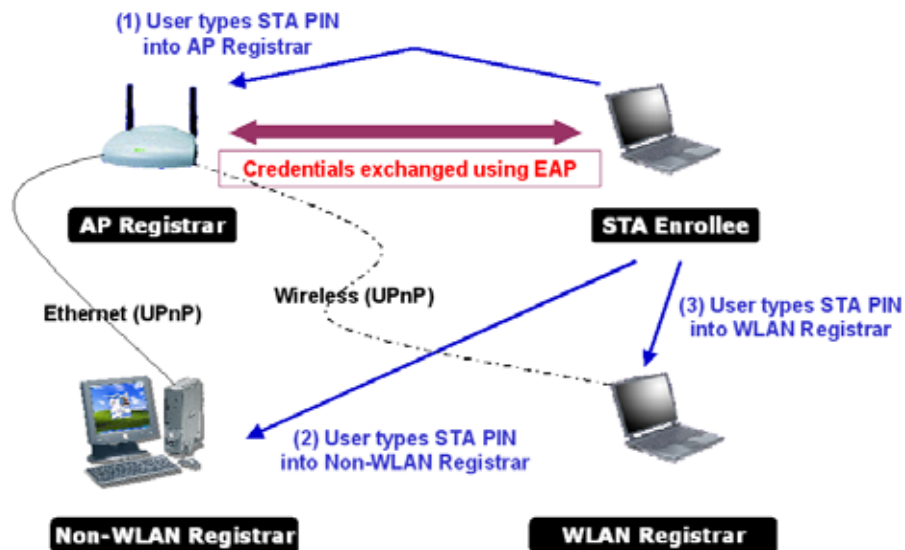 (1) User types STA PIN
into AP Registrar
Credentials exchanged using EAP
AP Registrar
STA Enrollee
Ethernet (UPnP)
Wireless (UPnP)
(3) User types STA PIN
into WLAN Registrar
(2) User types STA PIN
into Non-WLAN Registrar
Non-WLAN Registrar
WLAN Registrar